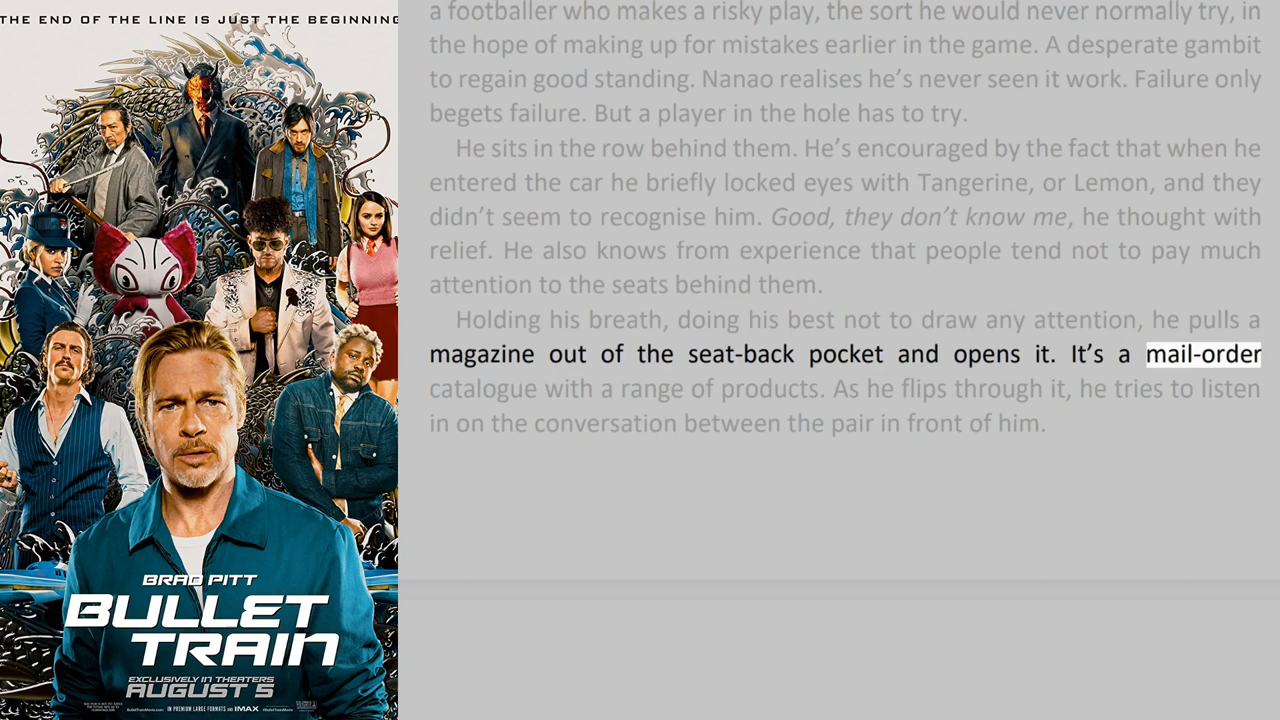 THE END OF THE LINE IS JUST THE BEGINNING
BRAD PITT
BULLET
TRAIN
EXCLUSIVELY IN THEATERS
AUGUST 5
BulletTrainMovie.com
IN PREMIUM LARGE FORMATS AND IMAX
#BulletTrainMovie
a footballer who makes a risky play, the sort he would never normally try, in
the hope of making up for mistakes earlier in the game. A desperate gambit
to regain good standing. Nanao realises he’s never seen it work. Failure only
begets failure. But a player in the hole has to try.
He sits in the row behind them. He’s encouraged by the fact that when he
entered the car he briefly locked eyes with Tangerine, or Lemon, and they
didn’t seem to recognise him. Good, they don’t know me, he thought with
relief. He also knows from experience that people tend not to pay much
attention to the seats behind them.
Holding his breath, doing his best not to draw any attention, he pulls a
magazine out of the seat-back pocket and opens it. It’s a mail-order
catalogue with a range of products. As he flips through it, he tries to listen
in on the conversation between the pair in front of him.